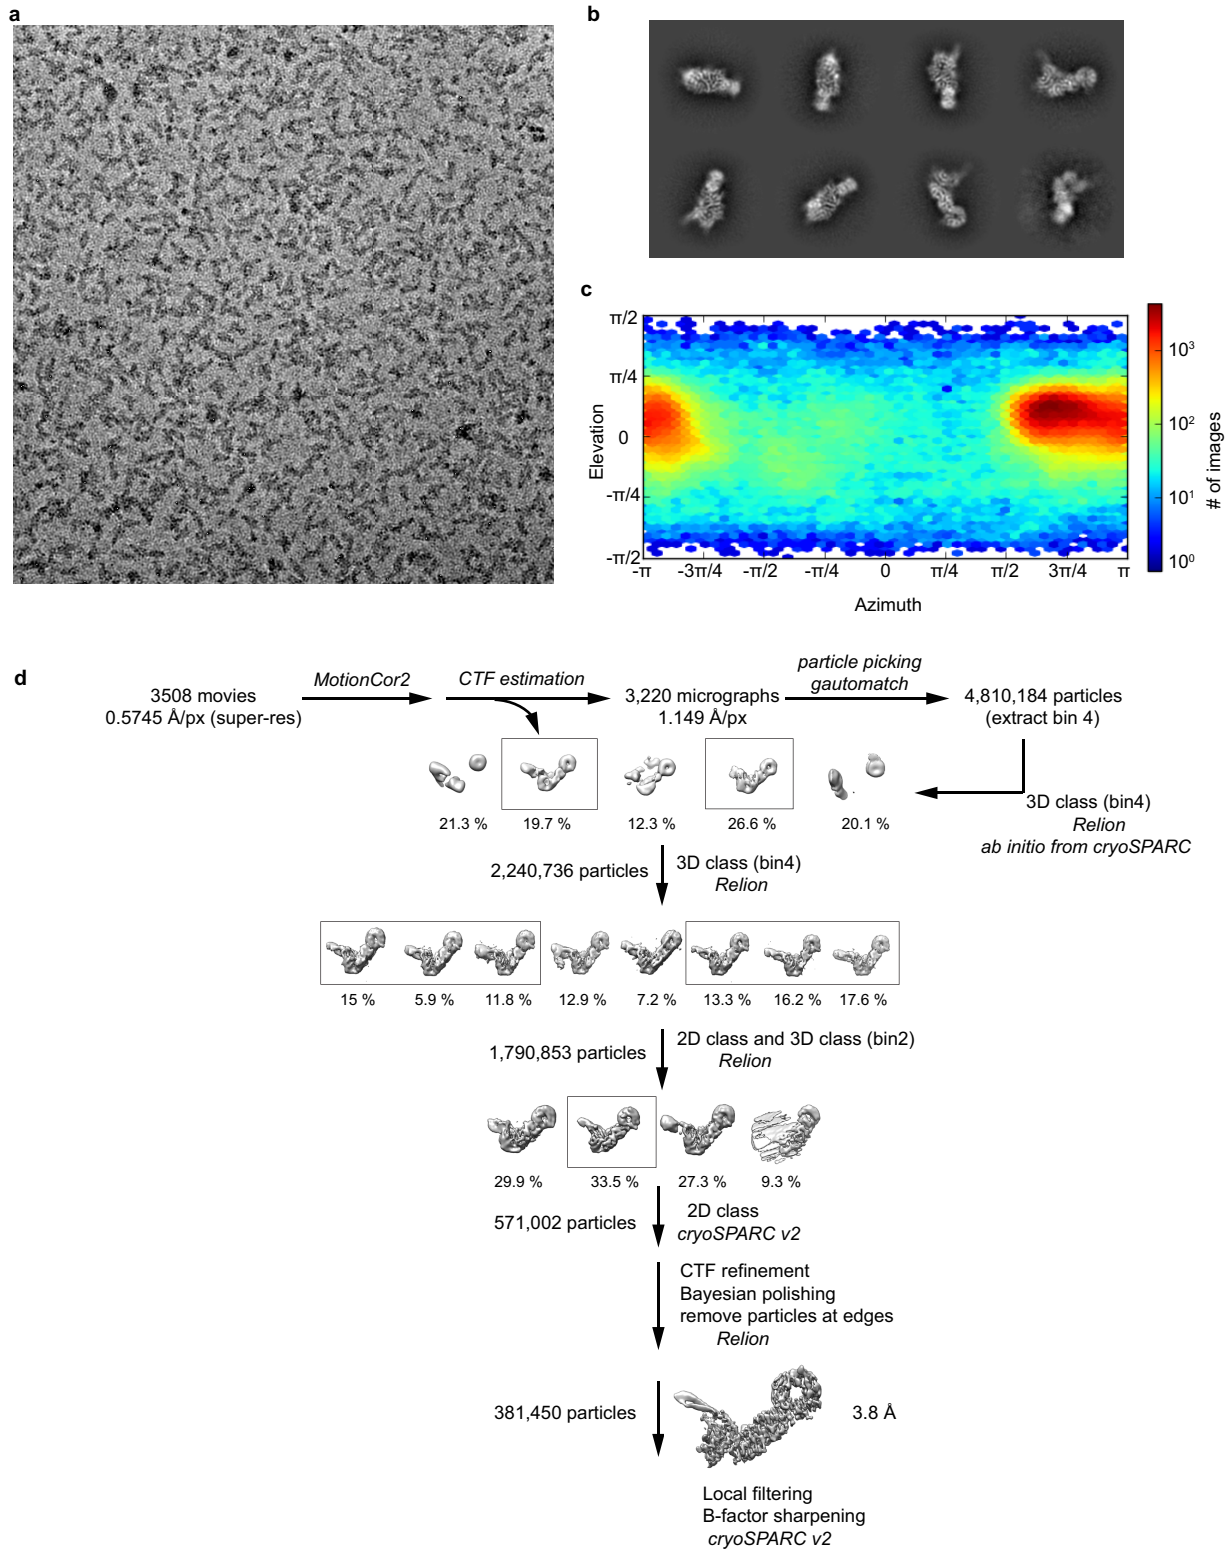 a
b
c
π/2
π/4
0
-π/4
-π/2
Elevation
-π
-3π/4
-π/2
-π/4
0
π/4
π/2
3π/4
π
Azimuth
10³
10²
10¹
10⁰
# of images
d
3508 movies
0.5745 Å/px (super-res)
MotionCor2
CTF estimation
3,220 micrographs
1.149 Å/px
particle picking
gautomatch
4,810,184 particles
(extract bin 4)
3D class (bin4)
Relion
ab initio from cryoSPARC
21.3 %
19.7 %
12.3 %
26.6 %
20.1 %
2,240,736 particles
3D class (bin4)
Relion
15 %
5.9 %
11.8 %
12.9 %
7.2 %
13.3 %
16.2 %
17.6 %
1,790,853 particles
2D class and 3D class (bin2)
Relion
29.9 %
33.5 %
27.3 %
9.3 %
571,002 particles
2D class
cryoSPARC v2
CTF refinement
Bayesian polishing
remove particles at edges
Relion
381,450 particles
3.8 Å
Local filtering
B-factor sharpening
cryoSPARC v2